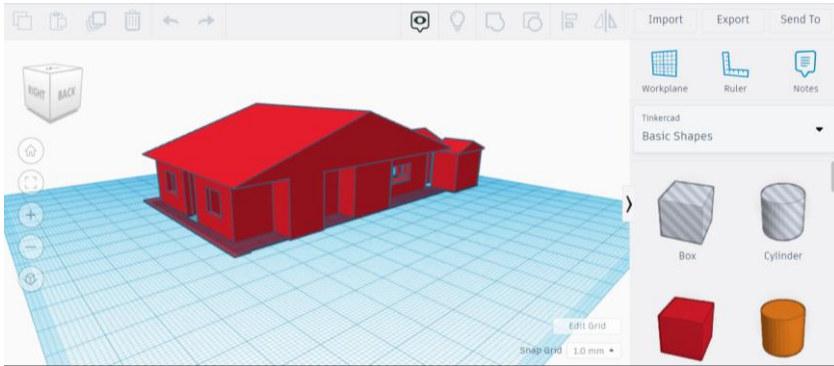 Import Export Send To
RIGHT BACK
Workplane Ruler Notes
Tinkercad
Basic Shapes
Box Cylinder
Edit Grid
Snap Grid 1.0 mm